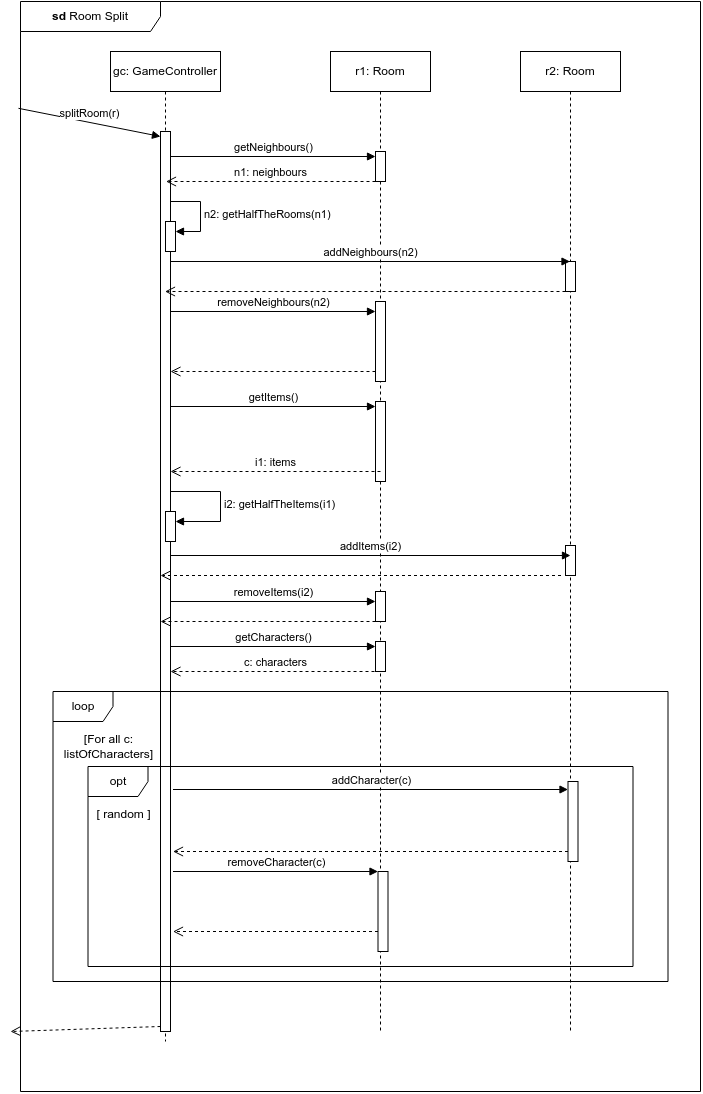 sd Room Split
gc: GameController
r1: Room
r2: Room
splitRoom(r)
getNeighbours()
n1: neighbours
n2: getHalfTheRooms(n1)
addNeighbours(n2)
removeNeighbours(n2)
getItems()
i1: items
i2: getHalfTheItems(i1)
addItems(i2)
removeItems(i2)
getCharacters()
c: characters
loop
[For all c:
listOfCharacters]
opt
addCharacter(c)
[ random ]
removeCharacter(c)